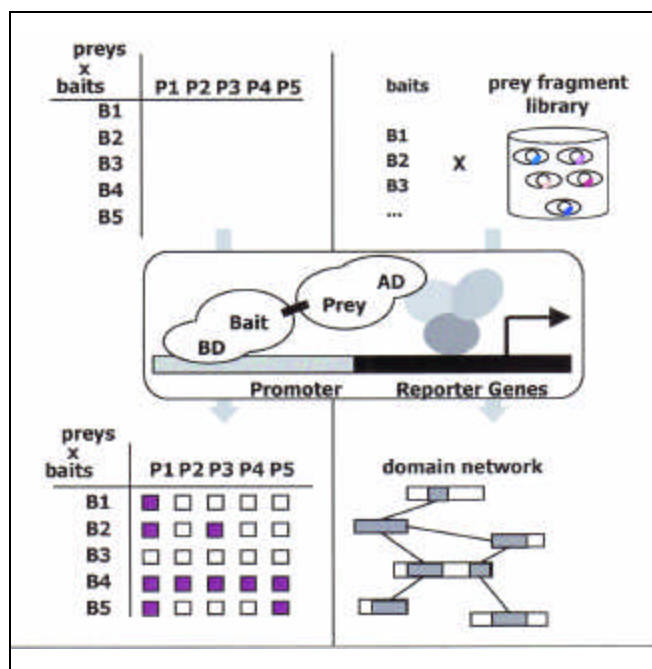 preys
x
baits P1 P2 P3 P4 P5
B1
B2
B3
B4
B5
baits
prey fragment
library
B1
B2
B3
...
X
AD
Prey
Bait
BD
Promoter Reporter Genes
preys
x
baits P1 P2 P3 P4 P5
B1
B2
B3
B4
B5
domain network